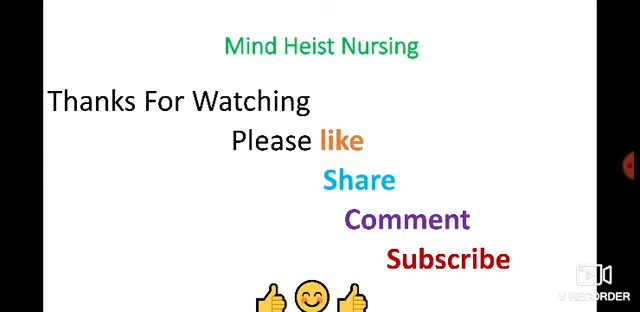 Mind Heist Nursing
Thanks For Watching
Please like
Share
Comment
Subscribe
V RECORDER